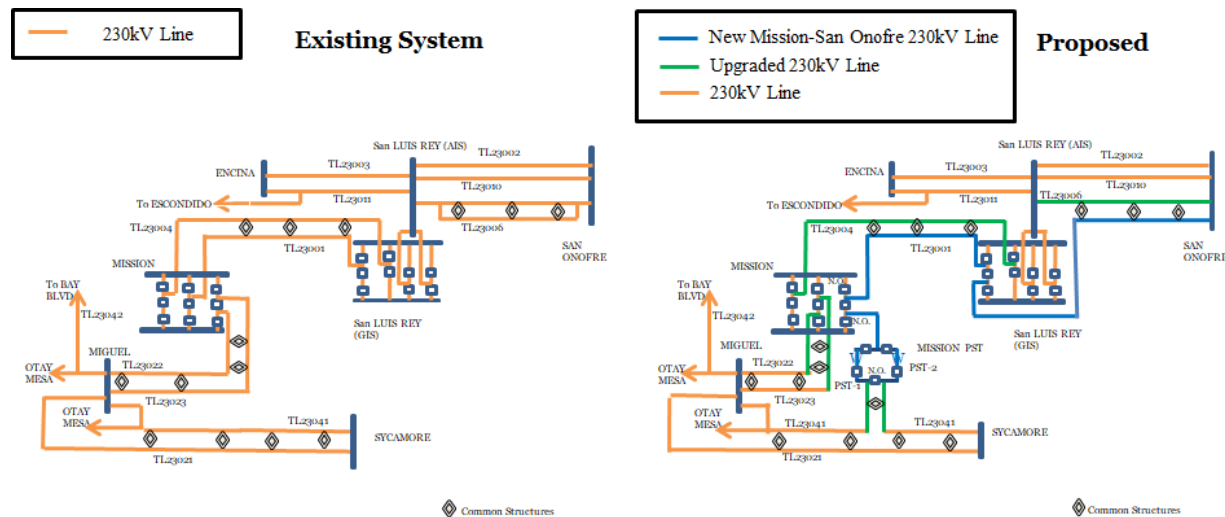 230kV Line
Existing System
San LUIS REY (AIS)
TL23002
TL23003
ENCINA
TL23010
TL23011
To ESCONDIDO
TL23004
TL23006
TL23001
SAN
ONOFRE
MISSION
To BAY
BLVD
TL23042
San LUIS REY
(GIS)
MIGUEL
TL23022
OTAY
MESA
TL23023
OTAY
MESA
TL23041
SYCAMORE
TL23021
Common Structures
New Mission-San Onofre 230kV Line
Upgraded 230kV Line
230kV Line
Proposed
San LUIS REY (AIS)
TL23002
TL23003
ENCINA
TL23010
TL23011
TL23006
To ESCONDIDO
TL23004
TL23001
SAN
ONOFRE
MISSION
N.O.
To BAY
BLVD
TL23042
N.O.
San LUIS REY
(GIS)
MISSION PST
MIGUEL
TL23022
PST-2
N.O.
OTAY
MESA
PST-1
TL23023
OTAY
MESA
TL23041
TL23041
SYCAMORE
TL23021
Common Structures